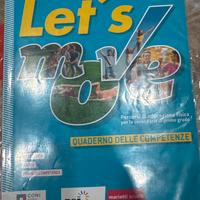 Let's
move
Percorsi di educazione fisica
per la scuola secondaria di primo grado
QUADERNO DELLE COMPETENZE
CONI
marietti scuola